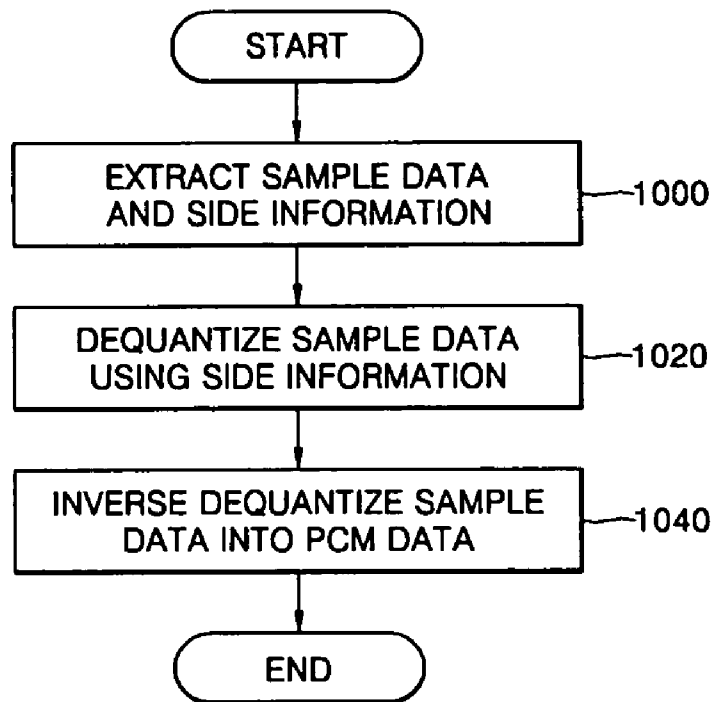 START
EXTRACT SAMPLE DATA
AND SIDE INFORMATION
1000
DEQUANTIZE SAMPLE DATA
USING SIDE INFORMATION
1020
INVERSE DEQUANTIZE SAMPLE
DATA INTO PCM DATA
1040
END